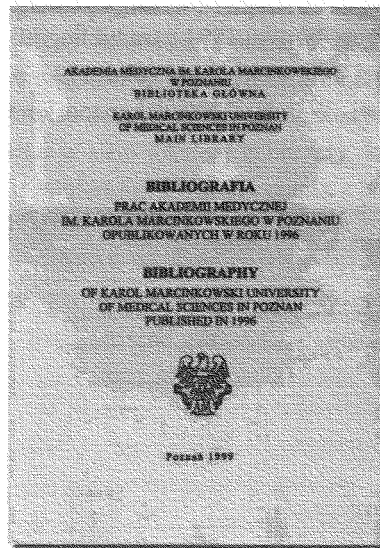 AKADEMIA MEDYCZNA IM. KAROLA MARCINKOWSKIEGO
W POZNANIU
BIBLIOTEKA GŁÓWNA
KAROL MARCINKOWSKI UNIVERSITY
OF MEDICAL SCIENCES IN POZNAN
MAIN LIBRARY
BIBLIOGRAFIA
PRAC AKADEMII MEDYCZNEJ
IM. KAROLA MARCINKOWSKIEGO W POZNANIU
OPUBLIKOWANYCH W ROKU 1996
BIBLIOGRAPHY
OF KAROL MARCINKOWSKI UNIVERSITY
OF MEDICAL SCIENCES IN POZNAN
PUBLISHED IN 1996
Poznań 1999